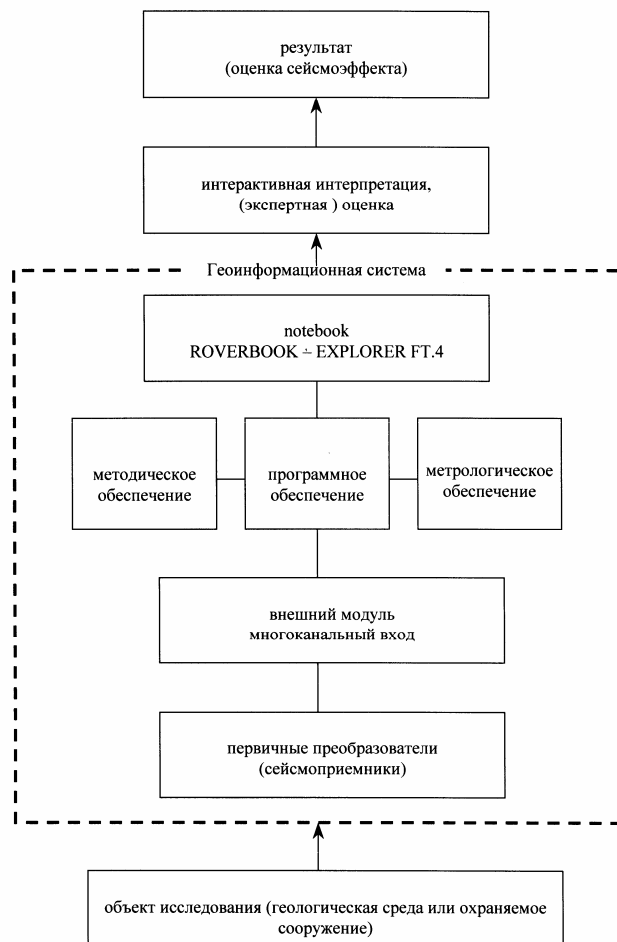 результат
(оценка сейсмоэффекта)
интерактивная интерпретация,
(экспертная ) оценка
Геоинформационная система
notebook
ROVERBOOK – EXPLORER FT.4
методическое
обеспечение
программное
обеспечение
метрологическое
обеспечение
внешний модуль
многоканальный вход
первичные преобразователи
(сейсмоприемники)
объект исследования (геологическая среда или охраняемое
сооружение)